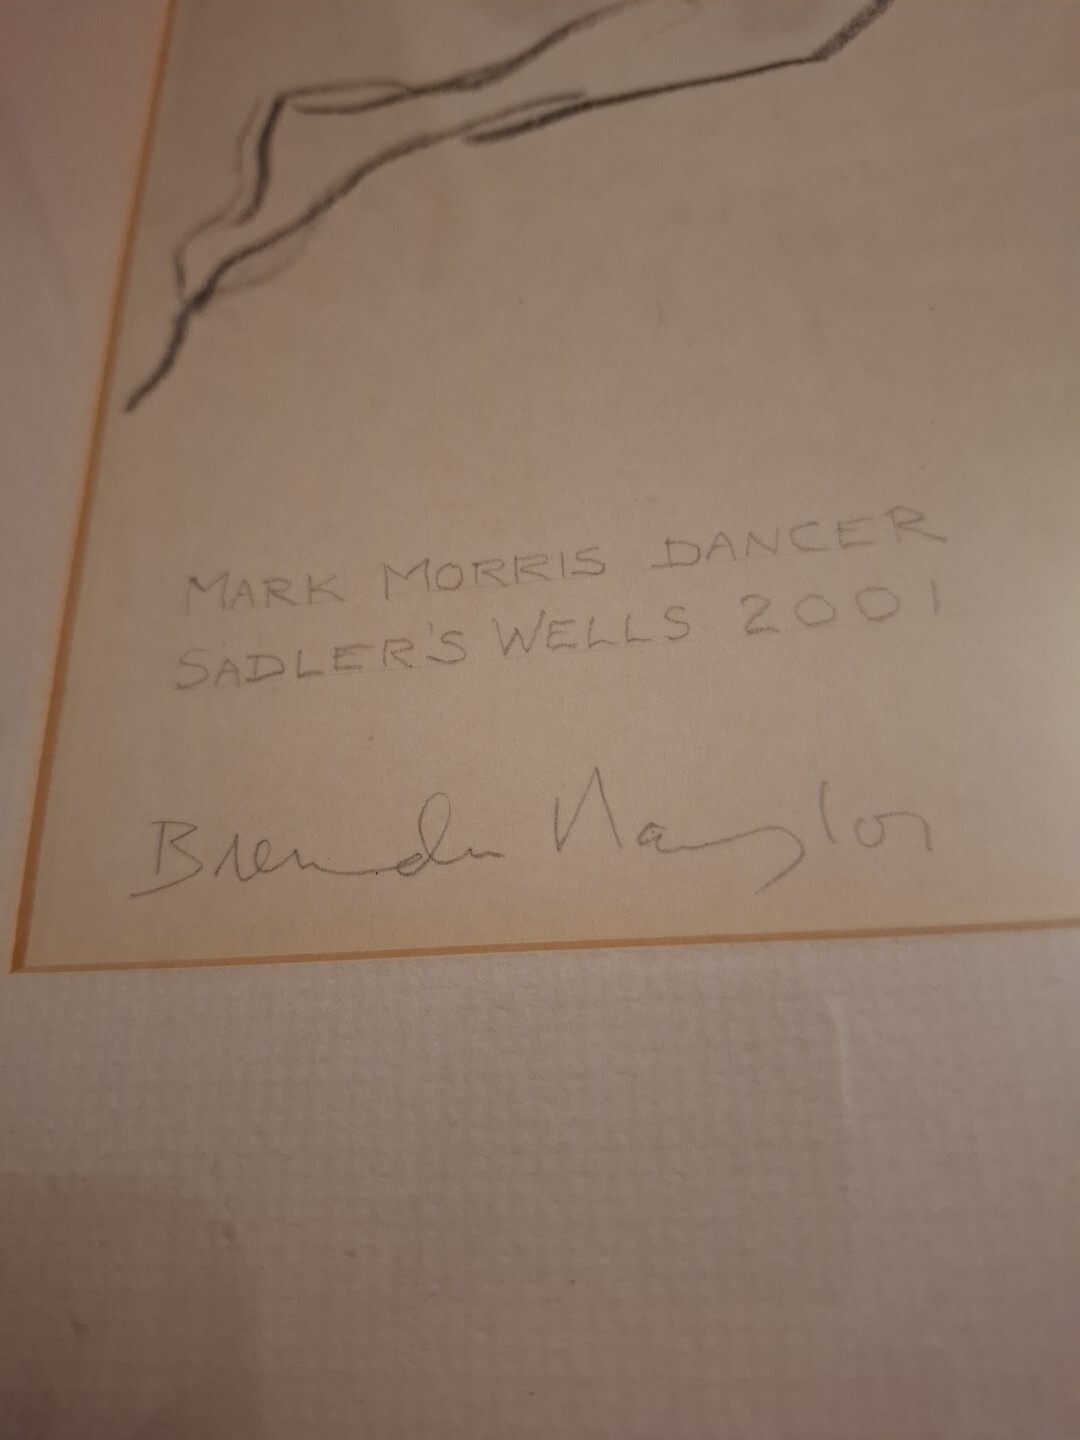 MARK MORRIS DANCER
SADLER'S WELLS 2001
Brenda Naylor